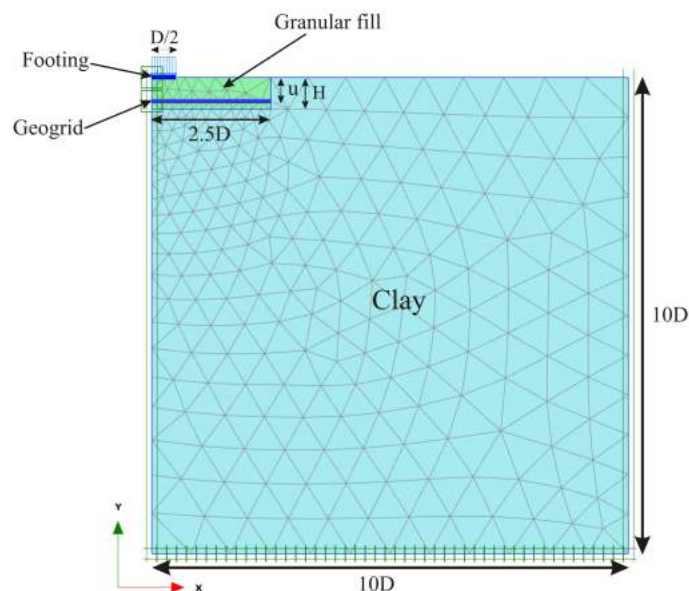 D/2
Granular fill
Footing
u H
Geogrid
2.5D
Clay
10D
Y
X
10D